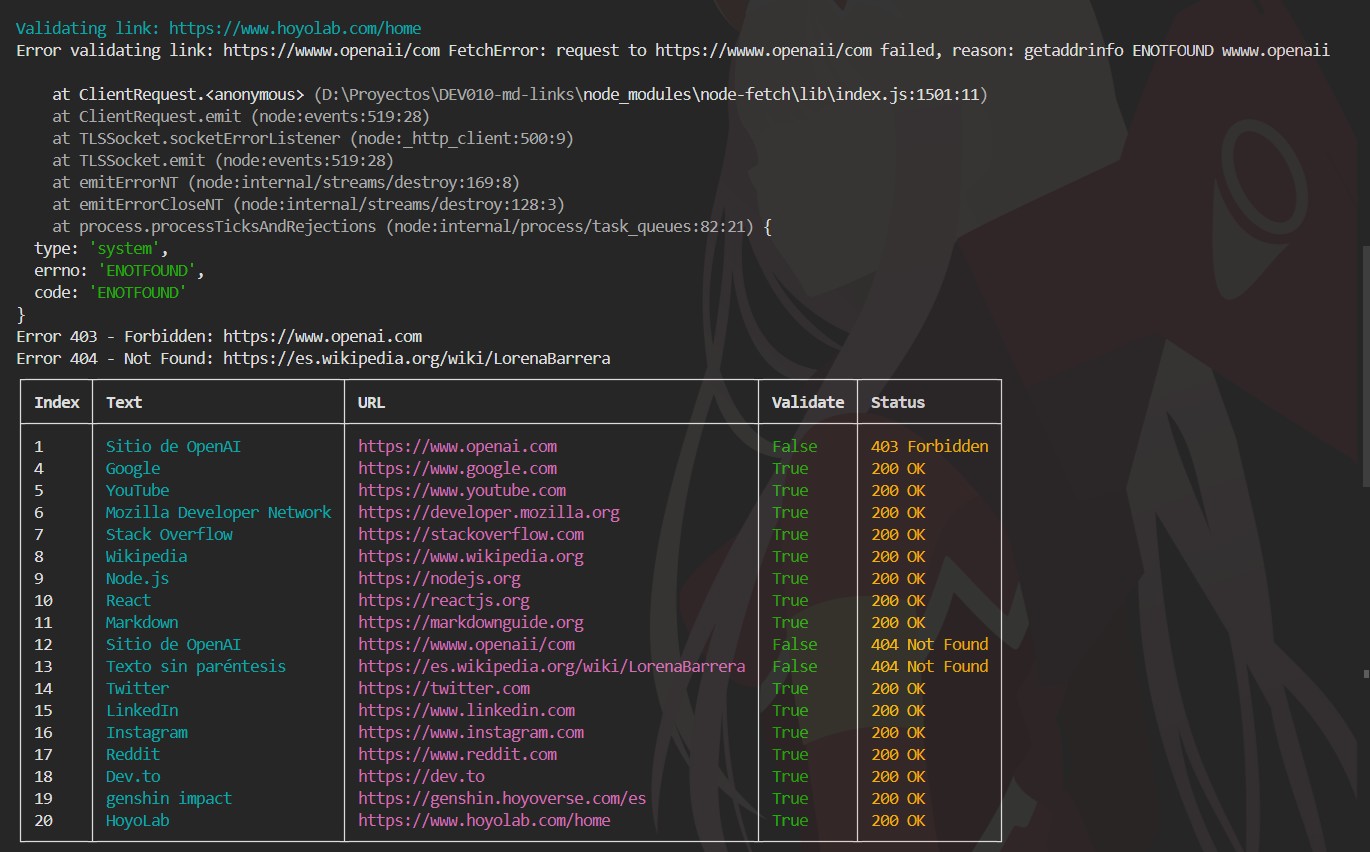 Validating link: https://www.hoyolab.com/home
Error validating link: https://wwww.openaii/com FetchError: request to https://wwww.openaii/com failed, reason: getaddrinfo ENOTFOUND wwww.openaii
at ClientRequest.<anonymous> (D:\Proyectos\DEV010-md-links\node_modules\node-fetch\lib\index.js:1501:11)
at ClientRequest.emit (node:events:519:28)
at TLSSocket.socketErrorListener (node:_http_client:500:9)
at TLSSocket.emit (node:events:519:28)
at emitErrorNT (node:internal/streams/destroy:169:8)
at emitErrorCloseNT (node:internal/streams/destroy:128:3)
at process.processTicksAndRejections (node:internal/process/task_queues:82:21) {
type: 'system',
errno: 'ENOTFOUND',
code: 'ENOTFOUND'
}
Error 403 - Forbidden: https://www.openai.com
Error 404 - Not Found: https://es.wikipedia.org/wiki/LorenaBarrera
Index Text URL Validate Status
1 Sitio de OpenAI https://www.openai.com False 403 Forbidden
4 Google https://www.google.com True 200 OK
5 YouTube https://www.youtube.com True 200 OK
6 Mozilla Developer Network https://developer.mozilla.org True 200 OK
7 Stack Overflow https://stackoverflow.com True 200 OK
8 Wikipedia https://www.wikipedia.org True 200 OK
9 Node.js https://nodejs.org True 200 OK
10 React https://reactjs.org True 200 OK
11 Markdown https://markdownguide.org True 200 OK
12 Sitio de OpenAI https://wwww.openaii/com False 404 Not Found
13 Texto sin paréntesis https://es.wikipedia.org/wiki/LorenaBarrera False 404 Not Found
14 Twitter https://twitter.com True 200 OK
15 LinkedIn https://www.linkedin.com True 200 OK
16 Instagram https://www.instagram.com True 200 OK
17 Reddit https://www.reddit.com True 200 OK
18 Dev.to https://dev.to True 200 OK
19 genshin impact https://genshin.hoyoverse.com/es True 200 OK
20 HoyoLab https://www.hoyolab.com/home True 200 OK